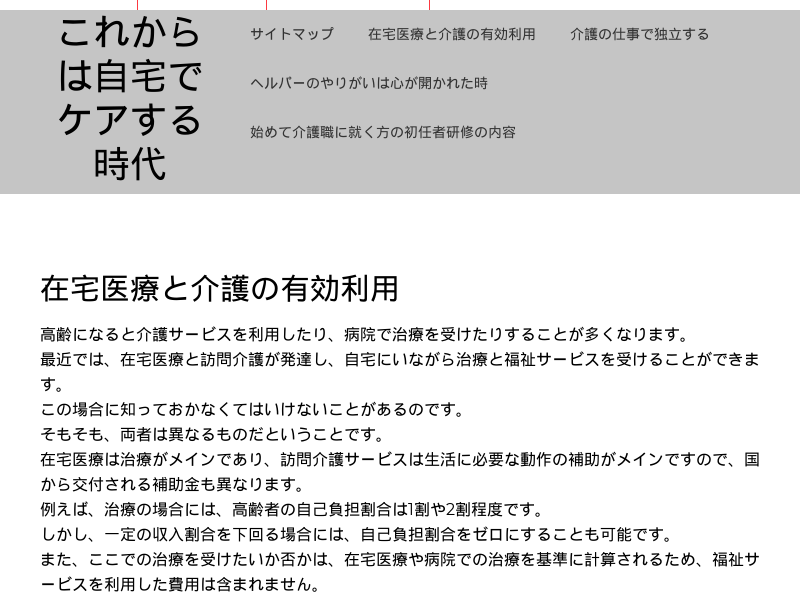 これから
は自宅で
ケアする
時代
サイトマップ
在宅医療と介護の有効利用
介護の仕事で独立する
ヘルパーのやりがいは心が開かれた時
始めて介護職に就く方の初任者研修の内容
在宅医療と介護の有効利用
高齢になると介護サービスを利用したり、病院で治療を受けたりすることが多くなります。
最近では、在宅医療と訪問介護が発達し、自宅にいながら治療と福祉サービスを受けることができま
す。
この場合に知っておかなくてはいけないことがあるのです。
そもそも、両者は異なるものだということです。
在宅医療は治療がメインであり、訪問介護サービスは生活に必要な動作の補助がメインですので、国
から交付される補助金も異なります。
例えば、治療の場合には、高齢者の自己負担割合は1割や2割程度です。
しかし、一定の収入割合を下回る場合には、自己負担割合をゼロにすることも可能です。
また、ここでの治療を受けたいか否かは、在宅医療や病院での治療を基準に計算されるため、福祉サ
ービスを利用した費用は含まれません。